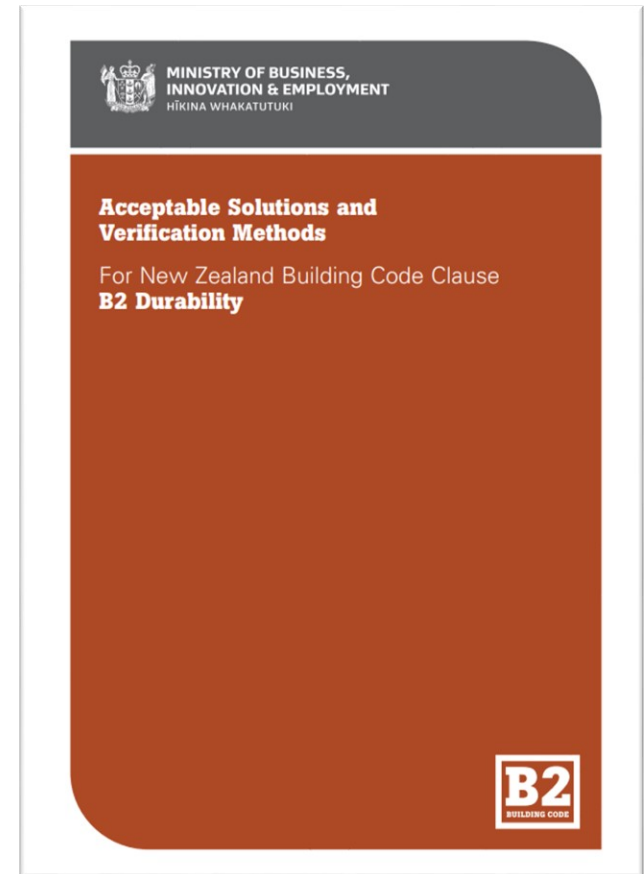 MINISTRY OF BUSINESS,
INNOVATION & EMPLOYMENT
HĪKINA WHAKATUTUKI
Acceptable Solutions and
Verification Methods
For New Zealand Building Code Clause
B2 Durability
B2
BUILDING CODE